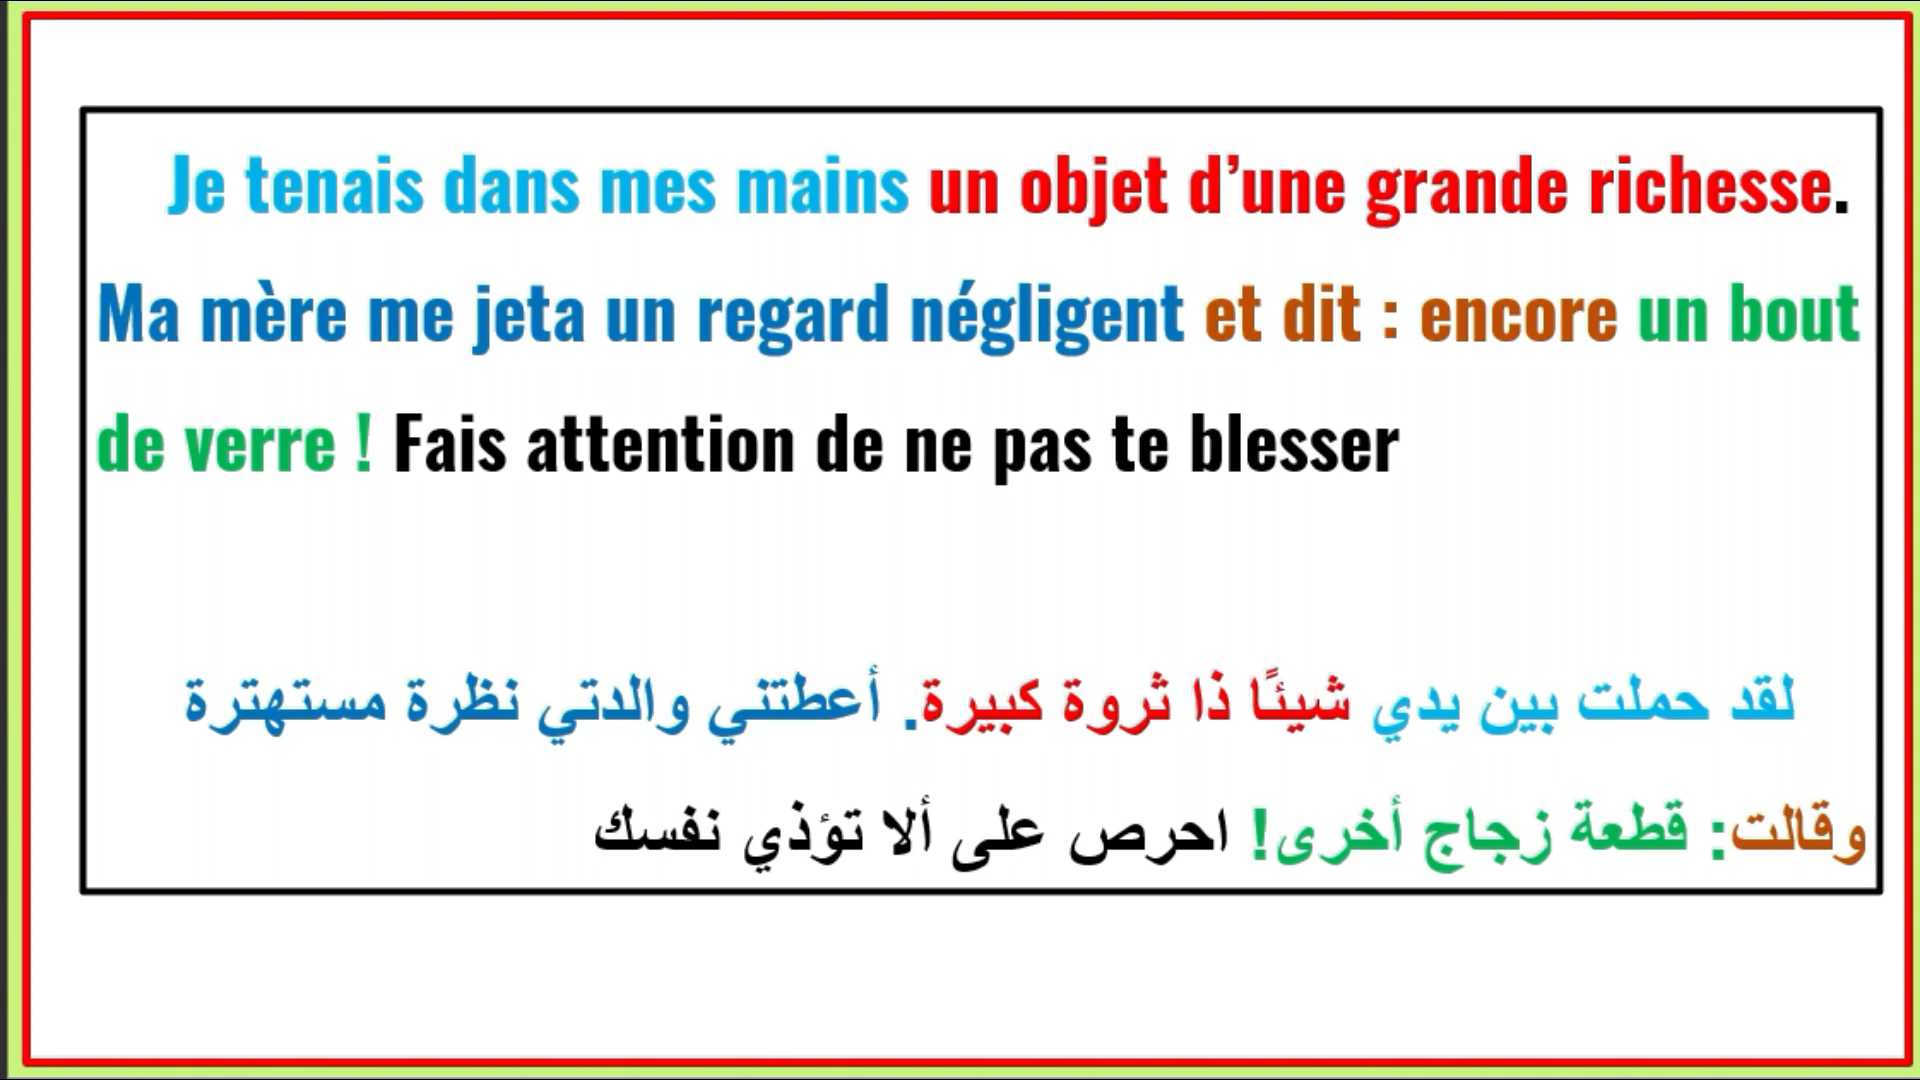 Je tenais dans mes mains un objet d’une grande richesse.
Ma mère me jeta un regard négligent et dit : encore un bout
de verre ! Fais attention de ne pas te blesser
لقد حملت بين يدي شيئًا ذا ثروة كبيرة. أعطتني والدتي نظرة مستهترة
وقالت: قطعة زجاج أخرى! احرص على ألا تؤذي نفسك